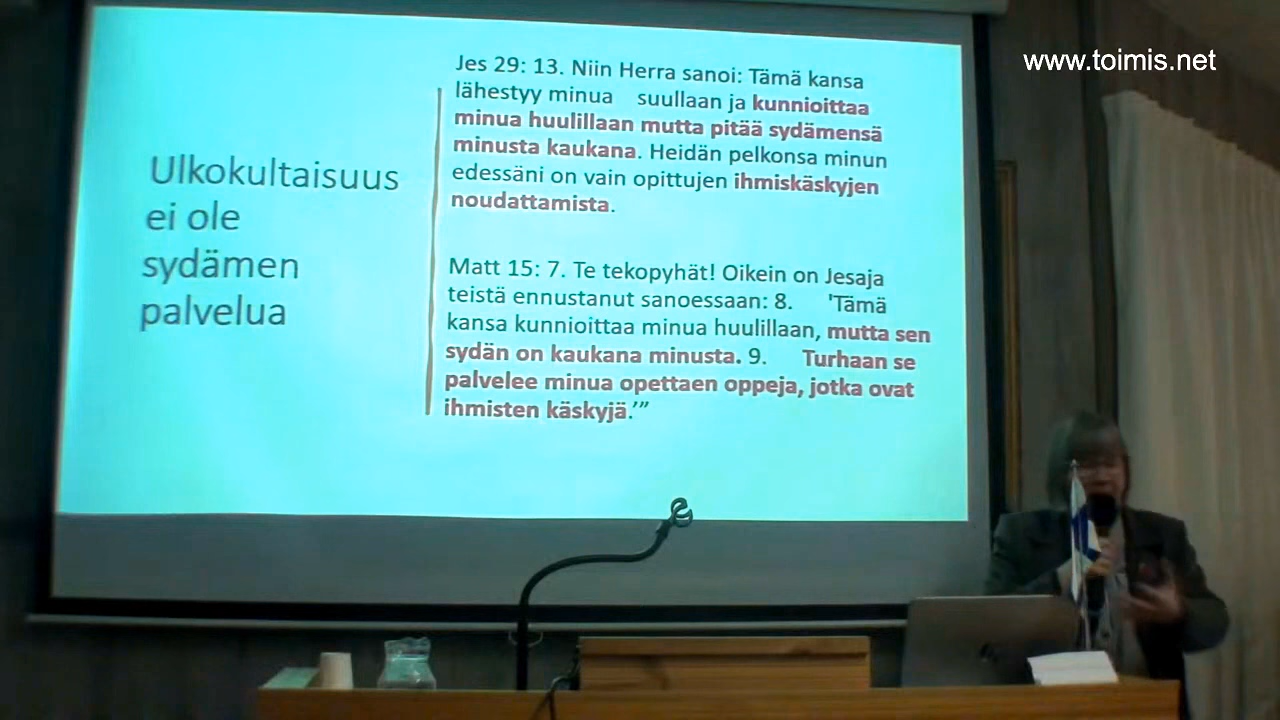 www.toimis.net
Ulkokultaisuus
ei ole
sydämen
palvelua
Jes 29: 13. Niin Herra sanoi: Tämä kansa
lähestyy minua suullaan ja kunnioittaa
minua huulillaan mutta pitää sydämensä
minusta kaukana. Heidän pelkonsa minun
edessäni on vain opittujen ihmiskäskyjen
noudattamista.
Matt 15: 7. Te tekopyhät! Oikein on Jesaja
teistä ennustanut sanoessaan: 8. 'Tämä
kansa kunnioittaa minua huulillaan, mutta sen
sydän on kaukana minusta. 9. Turhaan se
palvelee minua opettaen oppeja, jotka ovat
ihmisten käskyjä.'”